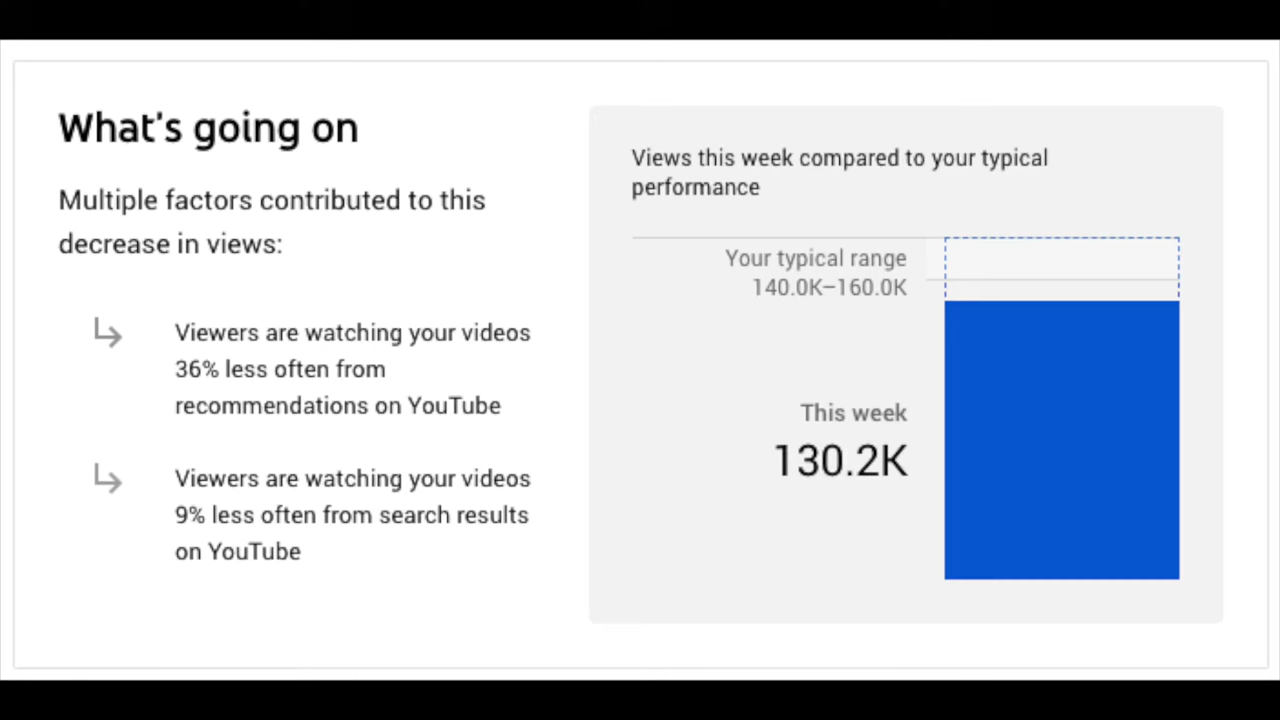 What's going on
Multiple factors contributed to this
decrease in views:
Viewers are watching your videos
36% less often from
recommendations on YouTube
Viewers are watching your videos
9% less often from search results
on YouTube
Views this week compared to your typical
performance
Your typical range
140.0K–160.0K
This week
130.2K